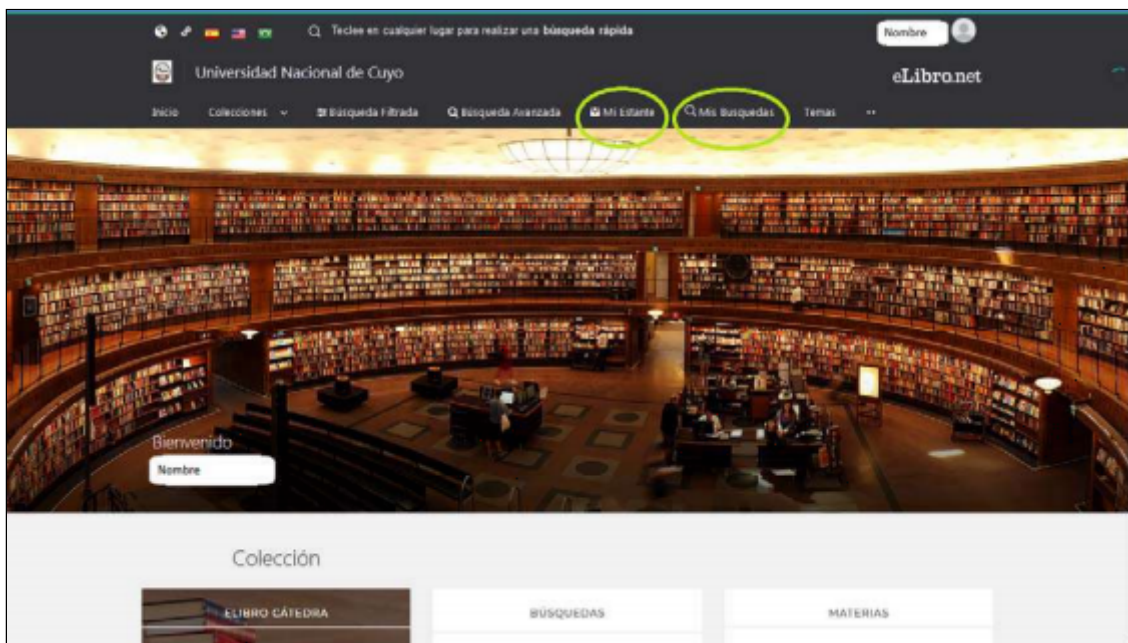 Teclee en cualquier lugar para realizar una búsqueda rápida
Nombre
Universidad Nacional de Cuyo
eLibro.net
Inicio Colecciones Búsqueda Filtrada Búsqueda Avanzada Mi Estante Mis Busquedas Temas ••
Bienvenido
Nombre
Colección
ELIBRO CÁTEDRA
BÚSQUEDAS
MATERIAS